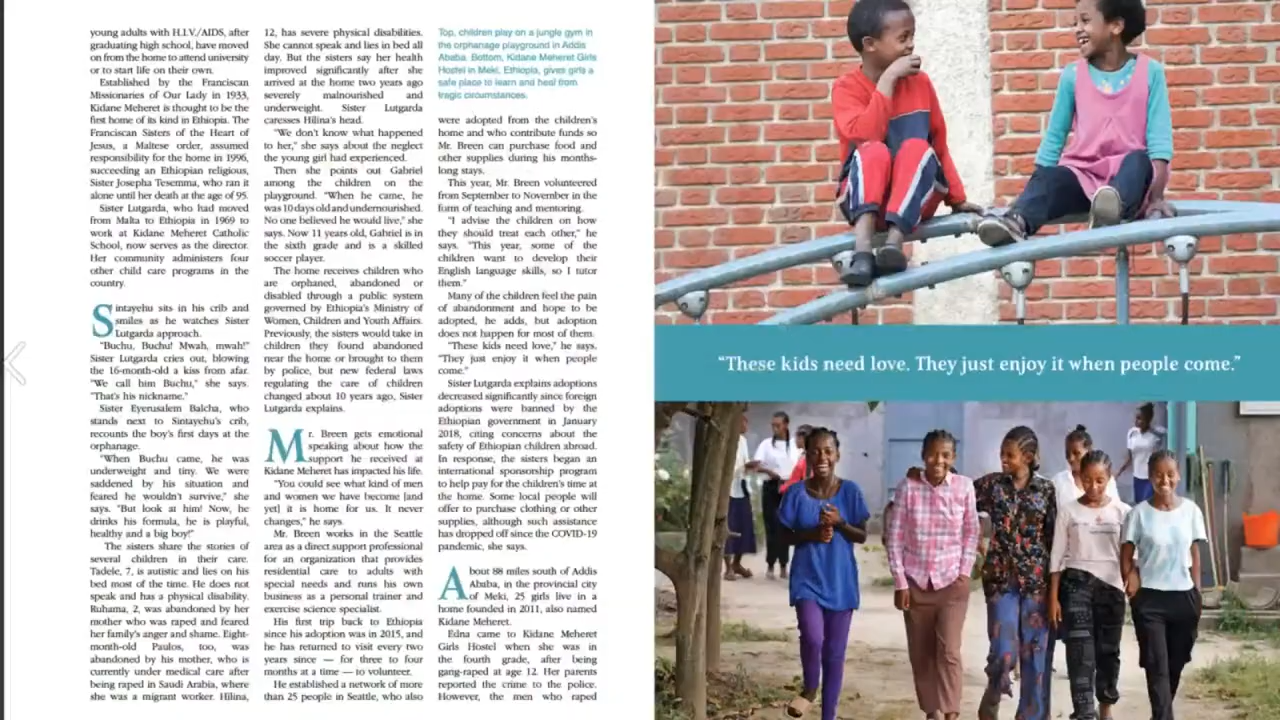 young adults with H.I.V./AIDS, after
graduating high school, have moved
on from the home to attend university
or to start life on their own.
Established by the Franciscan
Missionaries of Our Lady in 1933,
Kidane Meheret is thought to be the
first home of its kind in Ethiopia. The
Franciscan Sisters of the Heart of
Jesus, a Maltese order, assumed
responsibility for the home in 1996,
succeeding an Ethiopian religious,
Sister Josepha Tesemma, who ran it
alone until her death at the age of 95.
Sister Lutgarda, who had moved
from Malta to Ethiopia in 1969 to
work at Kidane Meheret Catholic
School, now serves as the director.
Her community administers four
other child care programs in the
country.
Sintayehu sits in his crib and
smiles as he watches Sister
Lutgarda approach.
"Buchu, Buchu! Mwah, mwah!"
Sister Lutgarda cries out, blowing
the 16-month-old a kiss from afar.
"We call him Buchu," she says.
"That's his nickname."
Sister Eyerusalem Balcha, who
stands next to Sintayehu's crib,
recounts the boy's first days at the
orphanage.
"When Buchu came, he was
underweight and tiny. We were
saddened by his situation and
feared he wouldn't survive," she
says. "But look at him! Now, he
drinks his formula, he is playful,
healthy and a big boy!"
The sisters share the stories of
several children in their care.
Tadele, 7, is autistic and lies on his
bed most of the time. He does not
speak and has a physical disability.
Ruhama, 2, was abandoned by her
mother who was raped and feared
her family's anger and shame. Eight-
month-old Paulos, too, was
abandoned by his mother, who is
currently under medical care after
being raped in Saudi Arabia, where
she was a migrant worker. Hilina,
12, has severe physical disabilities.
She cannot speak and lies in bed all
day. But the sisters say her health
improved significantly after she
arrived at the home two years ago
severely malnourished and
underweight. Sister Lutgarda
caresses Hilina's head.
"We don't know what happened
to her," she says about the neglect
the young girl had experienced.
Then she points out Gabriel
among the children on the
playground. "When he came, he
was 10 days old and undernourished.
No one believed he would live," she
says. Now 11 years old, Gabriel is in
the sixth grade and is a skilled
soccer player.
The home receives children who
are orphaned, abandoned or
disabled through a public system
governed by Ethiopia's Ministry of
Women, Children and Youth Affairs.
Previously, the sisters would take in
children they found abandoned
near the home or brought to them
by police, but new federal laws
regulating the care of children
changed about 10 years ago, Sister
Lutgarda explains.
Mr. Breen gets emotional
speaking about how the
support he received at
Kidane Meheret has impacted his life.
"You could see what kind of men
and women we have become [and
yet] it is home for us. It never
changes," he says.
Mr. Breen works in the Seattle
area as a direct support professional
for an organization that provides
residential care to adults with
special needs and runs his own
business as a personal trainer and
exercise science specialist.
His first trip back to Ethiopia
since his adoption was in 2015, and
he has returned to visit every two
years since — for three to four
months at a time — to volunteer.
He established a network of more
than 25 people in Seattle, who also
Top, children play on a jungle gym in
the orphanage playground in Addis
Ababa. Bottom, Kidane Meheret Girls
Hostel in Meki, Ethiopia, gives girls a
safe place to learn and heal from
tragic circumstances.
were adopted from the children's
home and who contribute funds so
Mr. Breen can purchase food and
other supplies during his months-
long stays.
This year, Mr. Breen volunteered
from September to November in the
form of teaching and mentoring.
"I advise the children on how
they should treat each other," he
says. "This year, some of the
children want to develop their
English language skills, so I tutor
them."
Many of the children feel the pain
of abandonment and hope to be
adopted, he adds, but adoption
does not happen for most of them.
"These kids need love," he says.
"They just enjoy it when people
come."
Sister Lutgarda explains adoptions
decreased significantly since foreign
adoptions were banned by the
Ethiopian government in January
2018, citing concerns about the
safety of Ethiopian children abroad.
In response, the sisters began an
international sponsorship program
to help pay for the children's time at
the home. Some local people will
offer to purchase clothing or other
supplies, although such assistance
has dropped off since the COVID-19
pandemic, she says.
About 88 miles south of Addis
Ababa, in the provincial city
of Meki, 25 girls live in a
home founded in 2011, also named
Kidane Meheret.
Edna came to Kidane Meheret
Girls Hostel when she was in
the fourth grade, after being
gang-raped at age 12. Her parents
reported the crime to the police.
However, the men who raped
"These kids need love. They just enjoy it when people come."